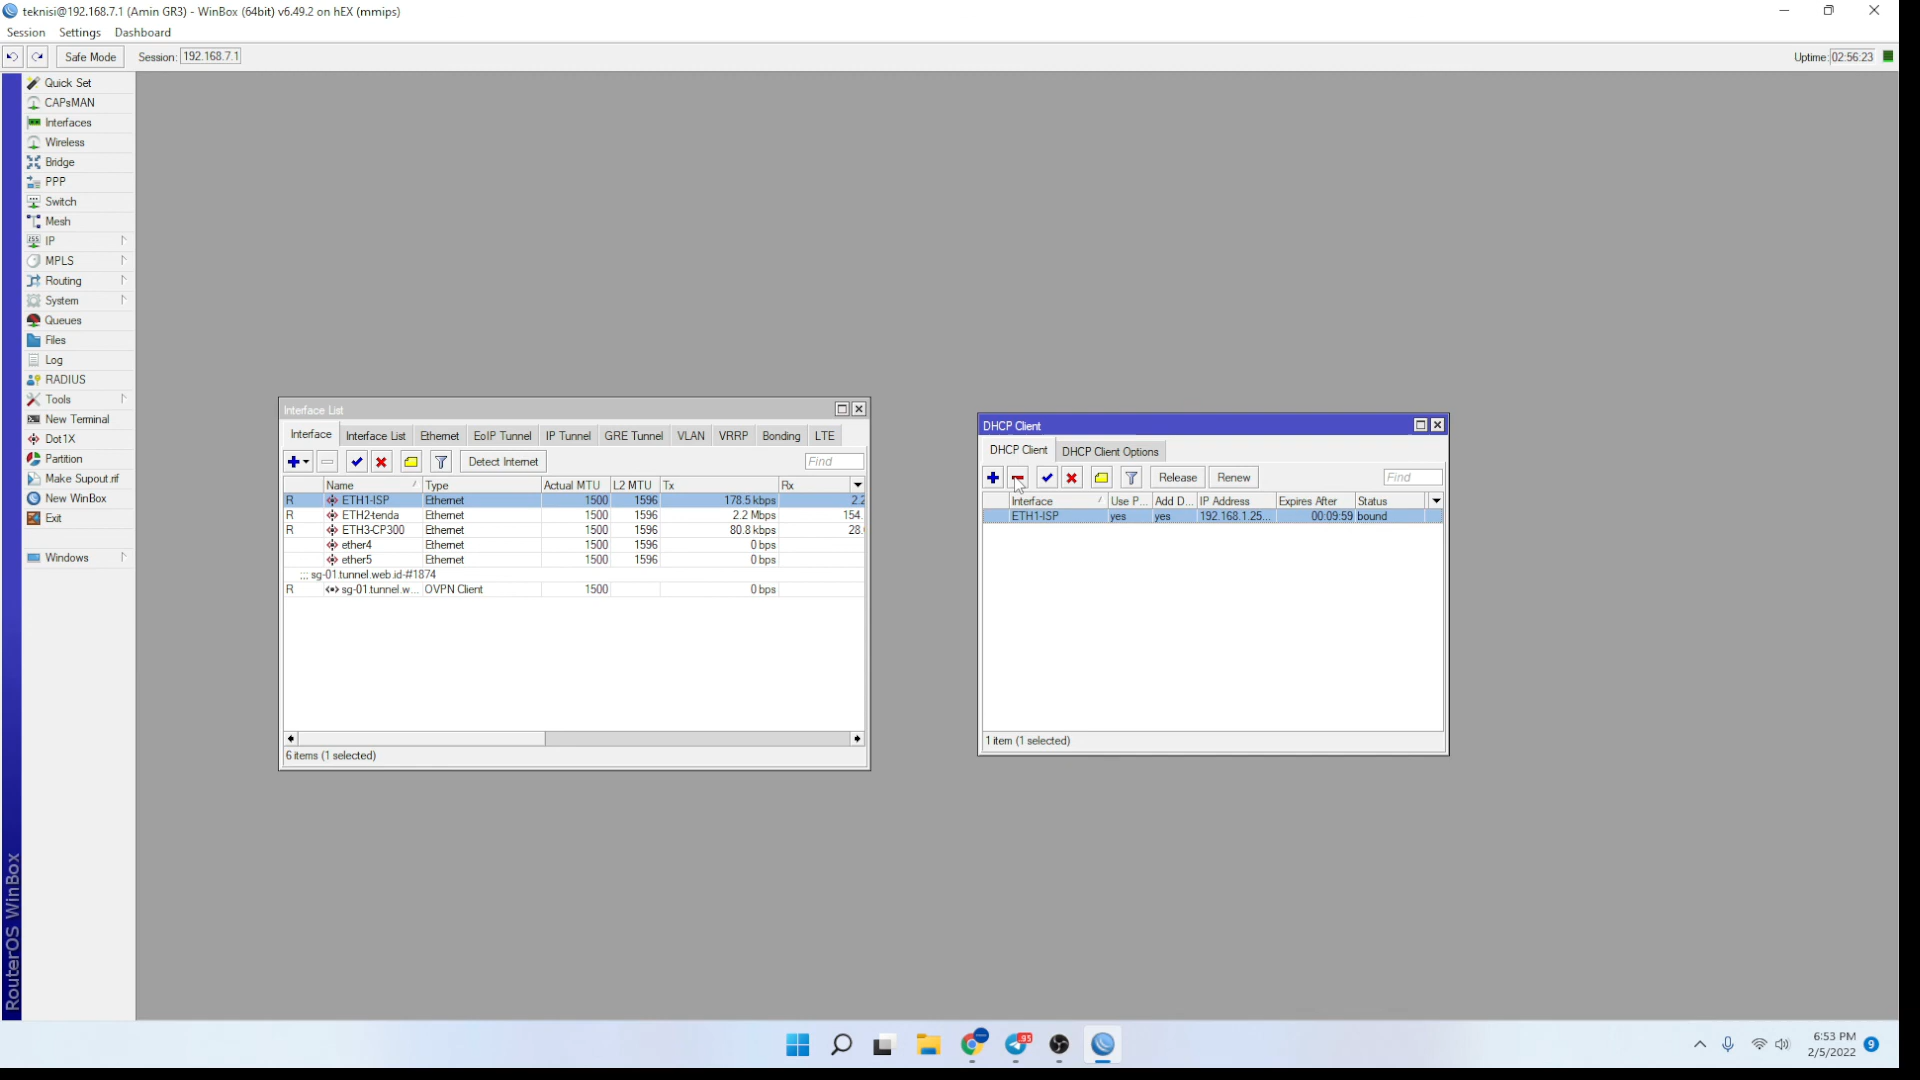 teknisi@192.168.7.1 (Amin GR3) - WinBox (64bit) v6.49.2 on hEX (mmips)
Session Settings Dashboard
Safe Mode Session: 192.168.7.1 Uptime: 02:56:23
Quick Set
CAPsMAN
Interfaces
Wireless
Bridge
PPP
Switch
Mesh
IP
MPLS
Routing
System
Queues
Files
Log
RADIUS
Tools
New Terminal
Dot1X
Partition
Make Supout.rif
New WinBox
Exit
Windows
RouterOS WinBox
Interface List
Interface Interface List Ethernet EoIP Tunnel IP Tunnel GRE Tunnel VLAN VRRP Bonding LTE
Detect Internet Find
Name Type Actual MTU L2 MTU Tx Rx
R ETH1-ISP Ethernet 1500 1596 178.5 kbps 2.2
R ETH2-tenda Ethernet 1500 1596 2.2 Mbps 154.
R ETH3-CP300 Ethernet 1500 1596 80.8 kbps 28.
ether4 Ethernet 1500 1596 0 bps
ether5 Ethernet 1500 1596 0 bps
::: sg-01.tunnel.web.id-#1874
R sg-01.tunnel.w... OVPN Client 1500 0 bps
6 items (1 selected)
DHCP Client
DHCP Client DHCP Client Options
Release Renew Find
Interface Use P... Add D... IP Address Expires After Status
ETH1-ISP yes yes 192.168.1.25... 00:09:59 bound
1 item (1 selected)
95
6:53 PM
2/5/2022
9